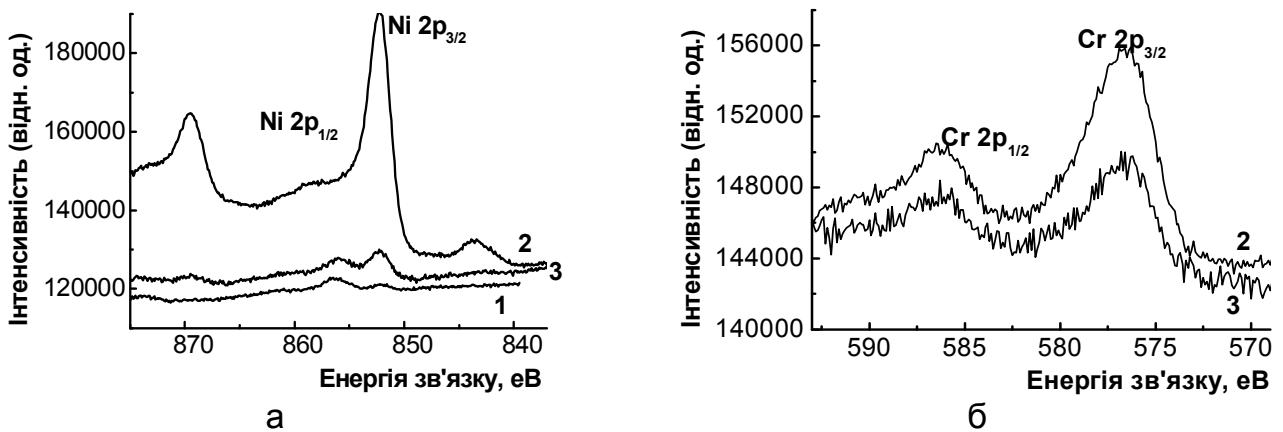 Інтенсивність (відн. од.)
180000
160000
140000
120000
Ni 2p3/2
Ni 2p1/2
2
3
1
870
860
850
840
Енергія зв'язку, еВ
а
Інтенсивність (відн. од.)
156000
152000
148000
144000
140000
Cr 2p3/2
Cr 2p1/2
2
3
590
585
580
575
570
Енергія зв'язку, еВ
б